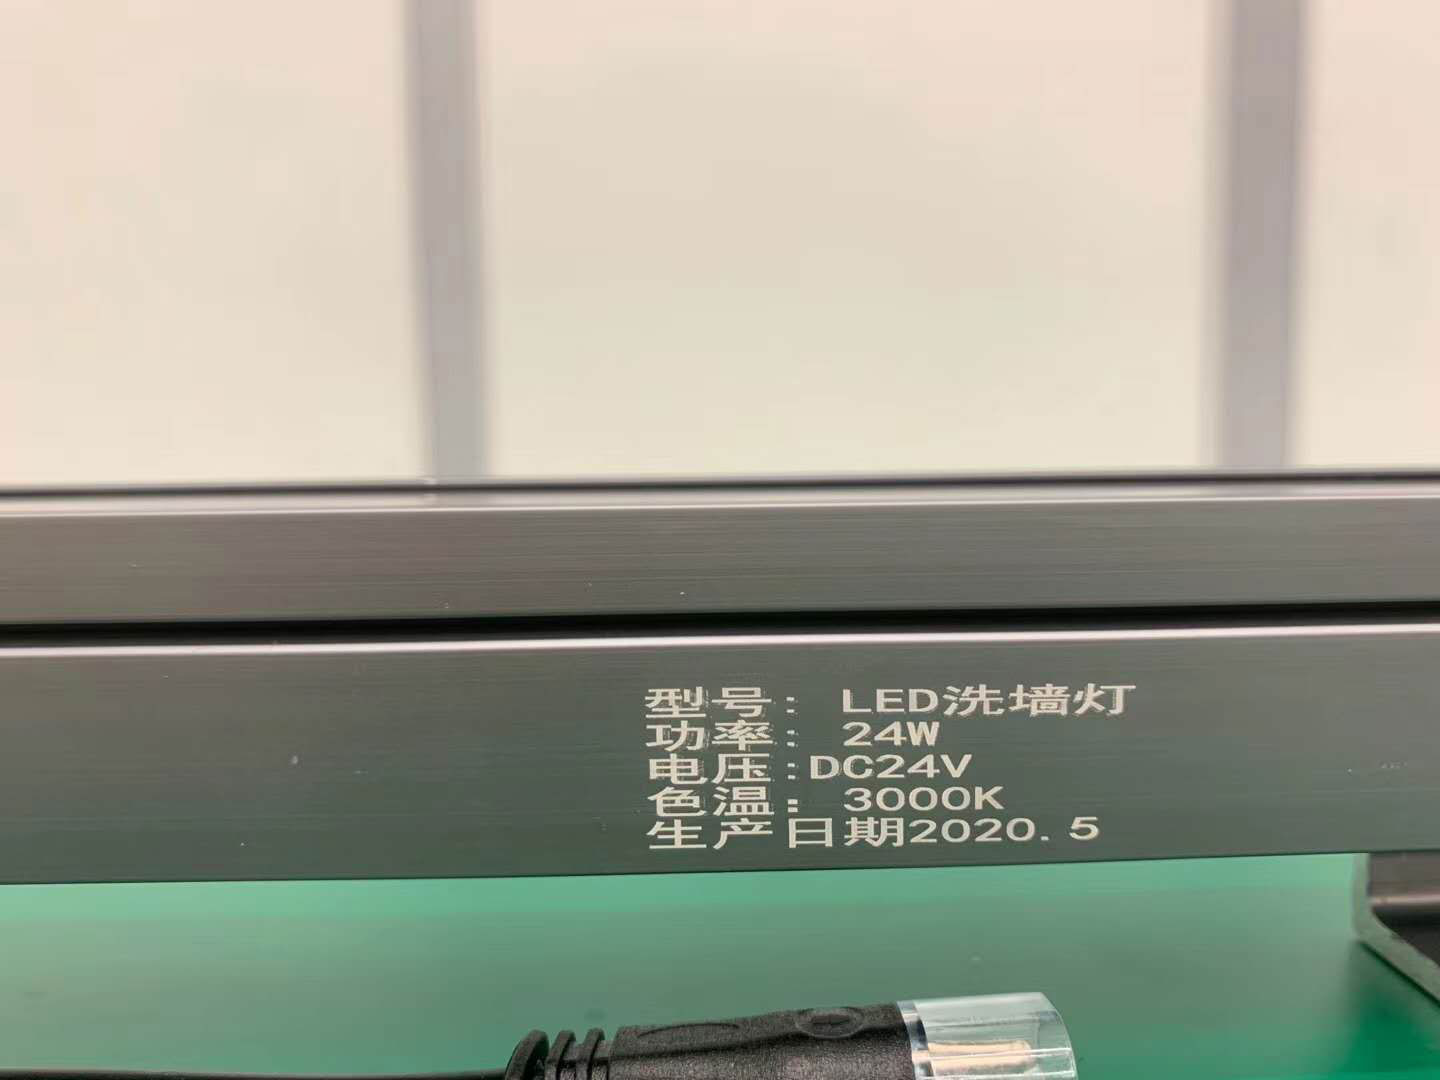 型号： LED洗墙灯
功率： 24W
电压:DC24V
色温： 3000K
生产日期2020.5